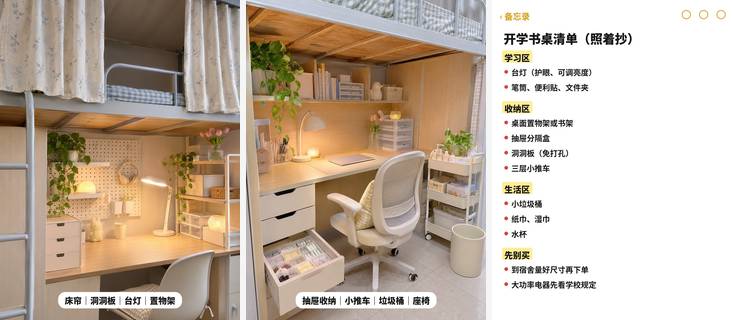 床帘｜洞洞板｜台灯｜置物架
抽屉收纳｜小推车｜垃圾桶｜座椅
‹ 备忘录
开学书桌清单（照着抄）
学习区
台灯（护眼、可调亮度）
笔筒、便利贴、文件夹
收纳区
桌面置物架或书架
抽屉分隔盒
洞洞板（免打孔）
三层小推车
生活区
小垃圾桶
纸巾、湿巾
水杯
先别买
到宿舍量好尺寸再下单
大功率电器先看学校规定